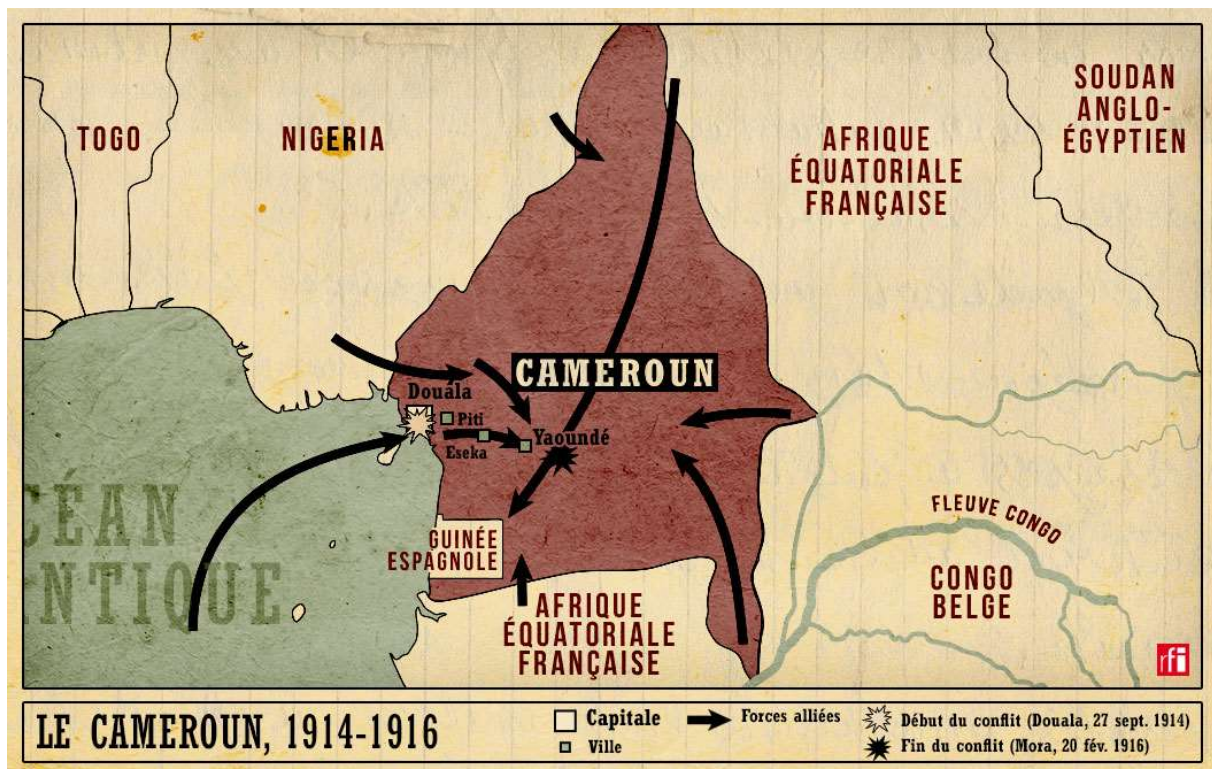 TOGO
NIGERIA
AFRIQUE
ÉQUATORIALE
FRANÇAISE
SOUDAN
ANGLO-
ÉGYPTIEN
CAMEROUN
Douala
Piti
Eseka
Yaoundé
CÉAN
NTIQUE
GUINÉE
ESPAGNOLE
AFRIQUE
ÉQUATORIALE
FRANÇAISE
FLEUVE CONGO
CONGO
BELGE
rfi
LE CAMEROUN, 1914-1916
Capitale
Ville
Forces alliées
Début du conflit (Douala, 27 sept. 1914)
Fin du conflit (Mora, 20 fév. 1916)